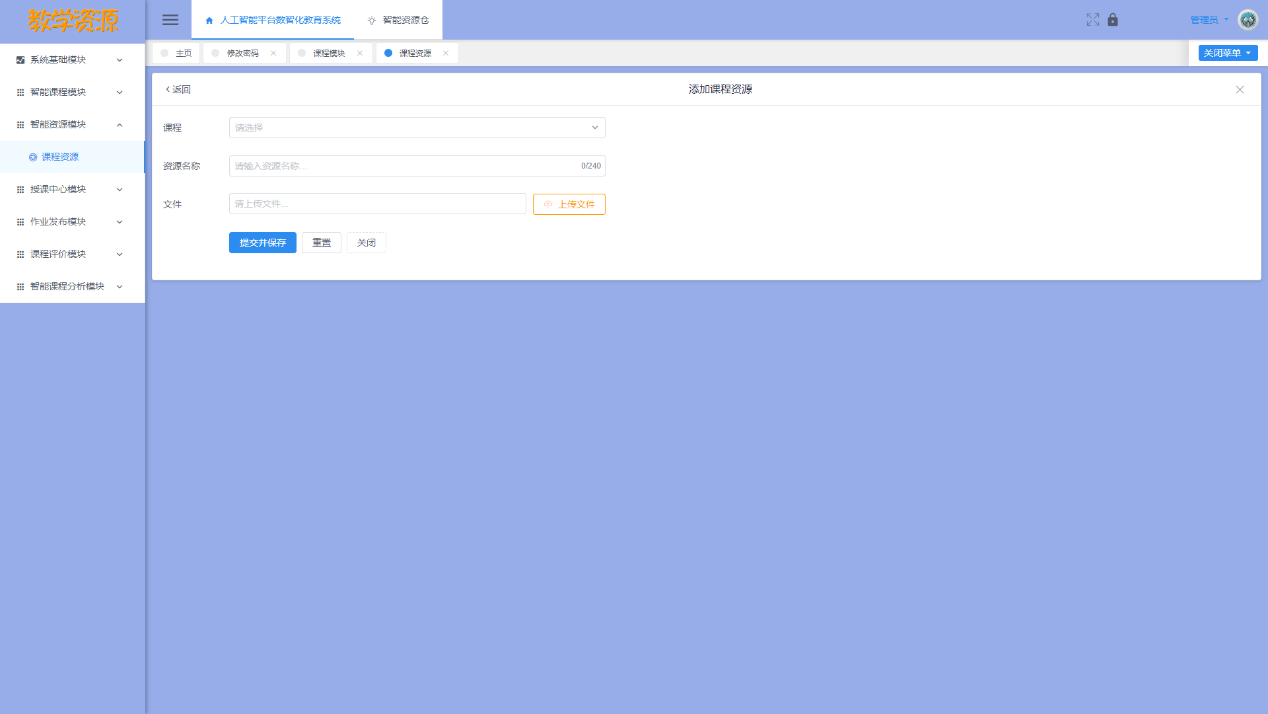 教学资源
人工智能平台数智化教育系统
智能资源仓
管理员
主页
修改密码
课程模块
课程资源
关闭菜单
系统基础模块
智能课程模块
智能资源模块
课程资源
授课中心模块
作业发布模块
课程评价模块
智能课程分析模块
返回
添加课程资源
课程
请选择
资源名称
请输入资源名称...
0/240
文件
请上传文件...
上传文件
提交并保存
重置
关闭